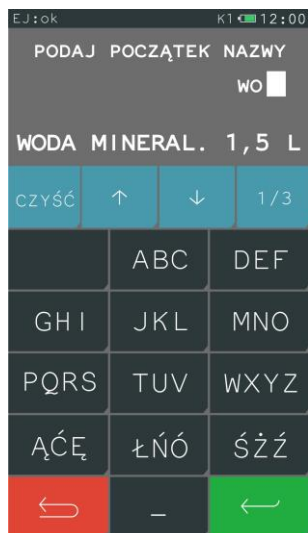 EJ:ok K1 12:00
PODAJ POCZĄTEK NAZWY
WO
WODA MINERAL. 1,5 L
CZYŚĆ ↑ ↓ 1/3
ABC DEF
GHI JKL MNO
PQRS TUV WXYZ
ĄĆĘ ŁŃÓ ŚŻŹ
_